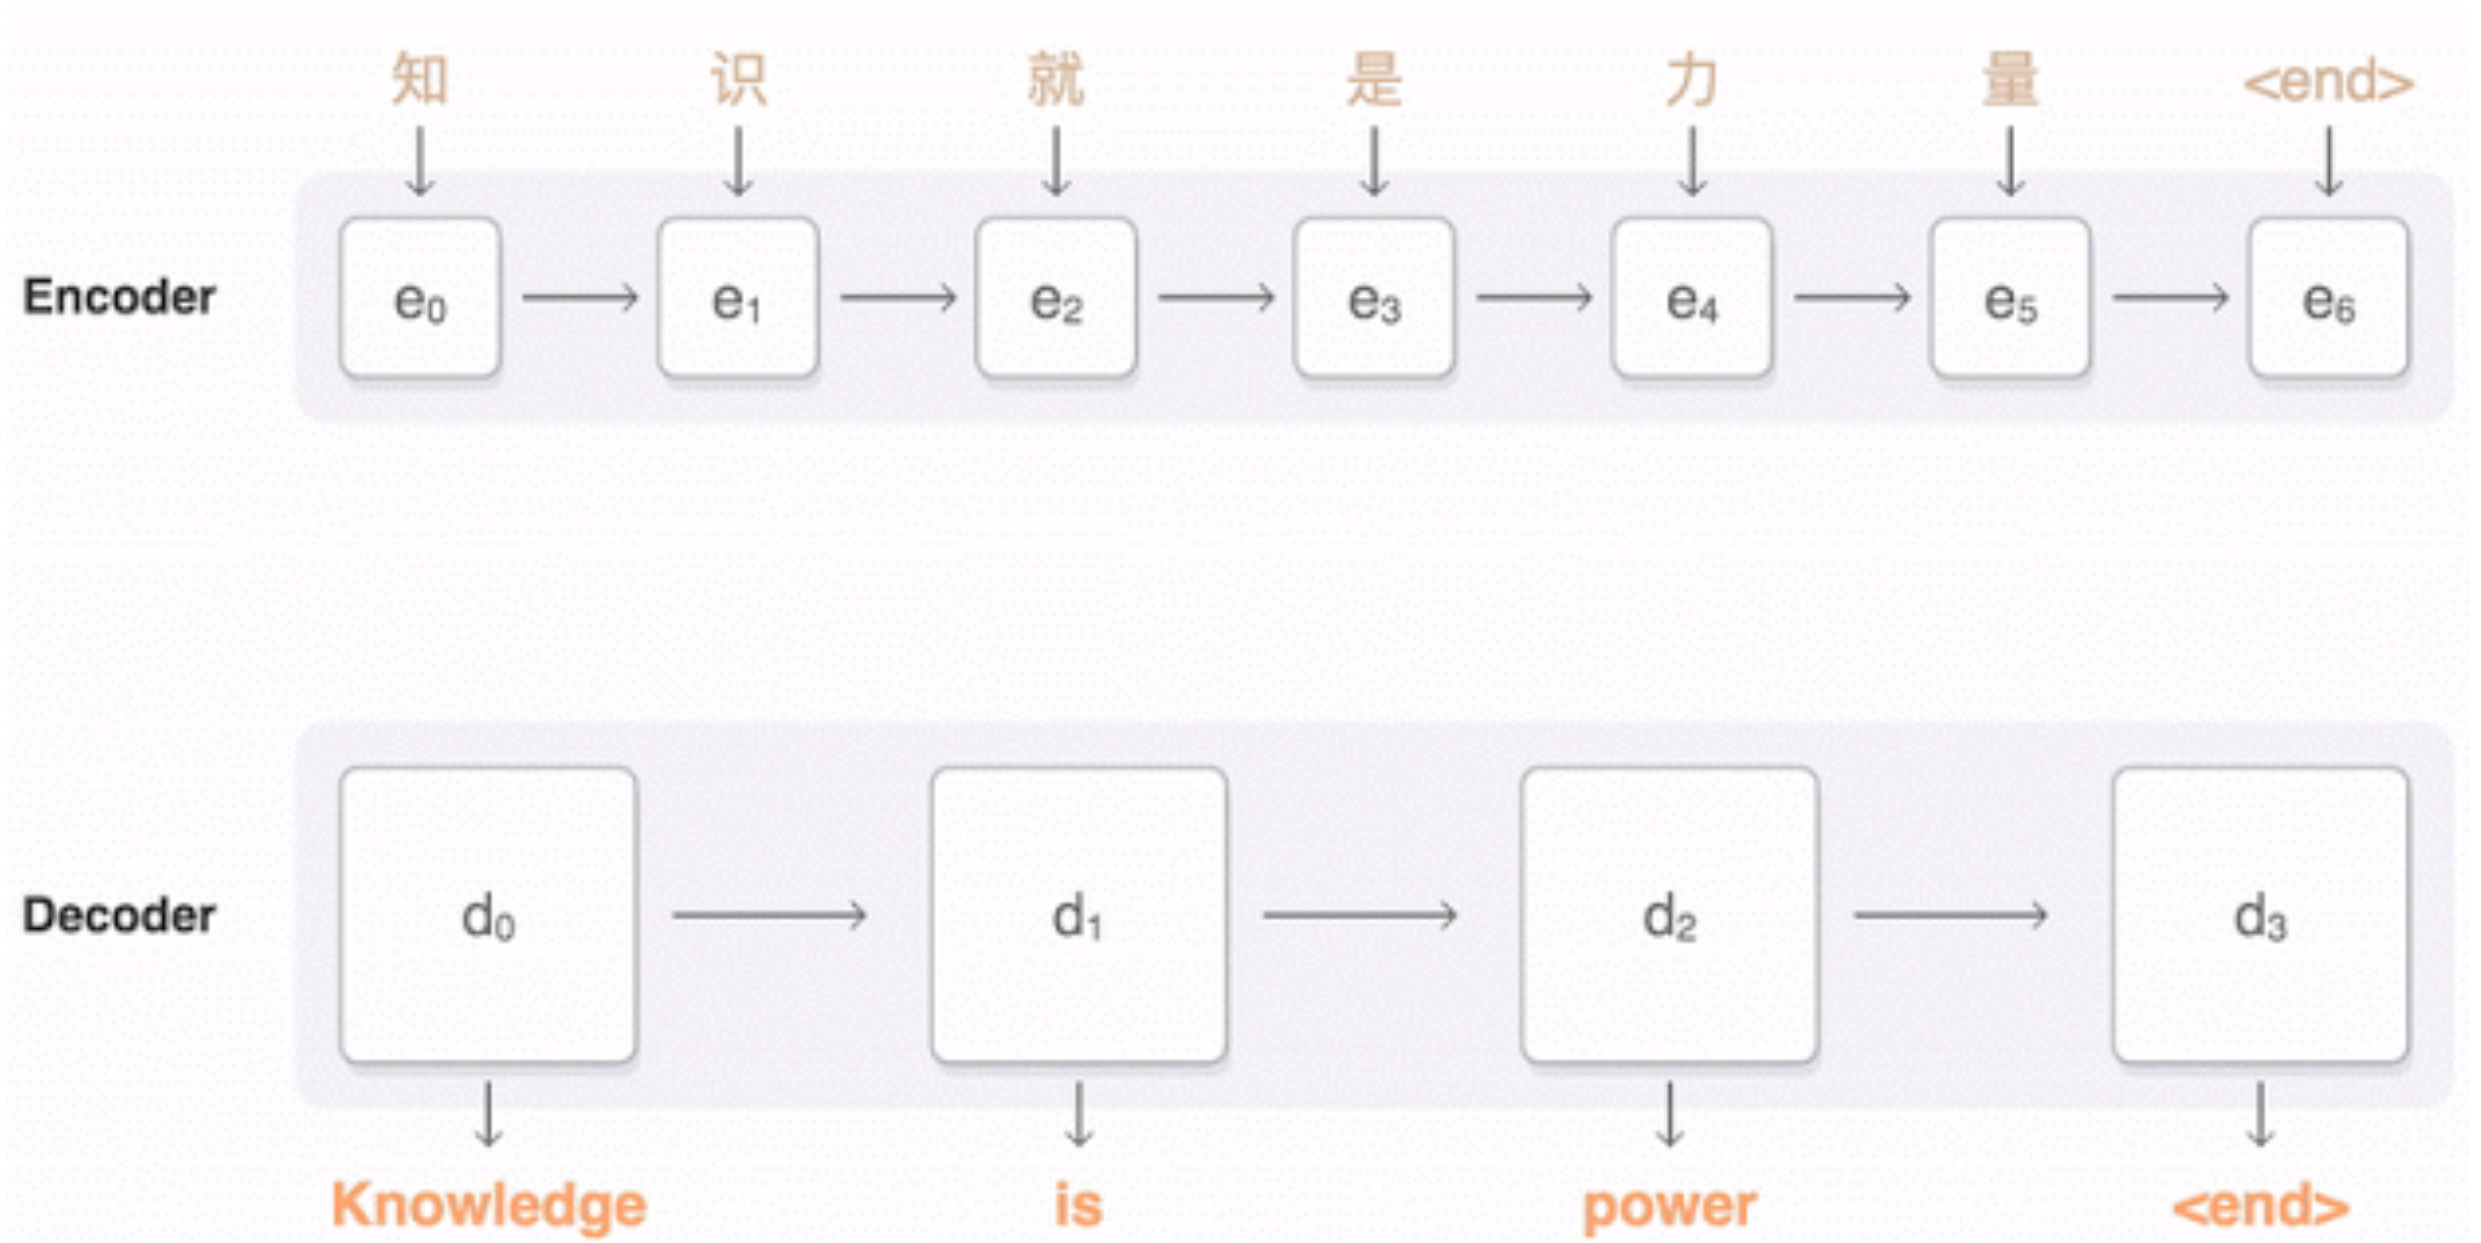 知 识 就 是 力 量 <end>
Encoder e₀ e₁ e₂ e₃ e₄ e₅ e₆
Decoder d₀ d₁ d₂ d₃
Knowledge is power <end>